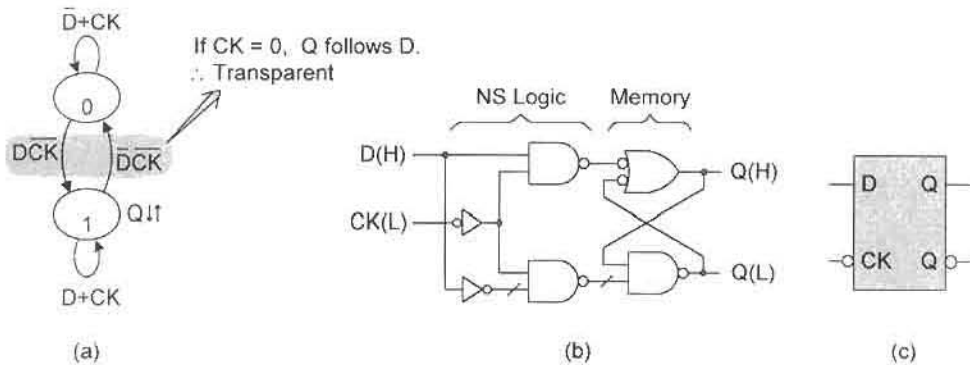 D̅+CK
If CK = 0, Q follows D.
∴ Transparent
0
DC̅K̅
D̅C̅K̅
1
Q↓↑
D+CK
(a)
NS Logic
Memory
D(H)
CK(L)
Q(H)
Q(L)
(b)
D
Q
CK
Q
(c)